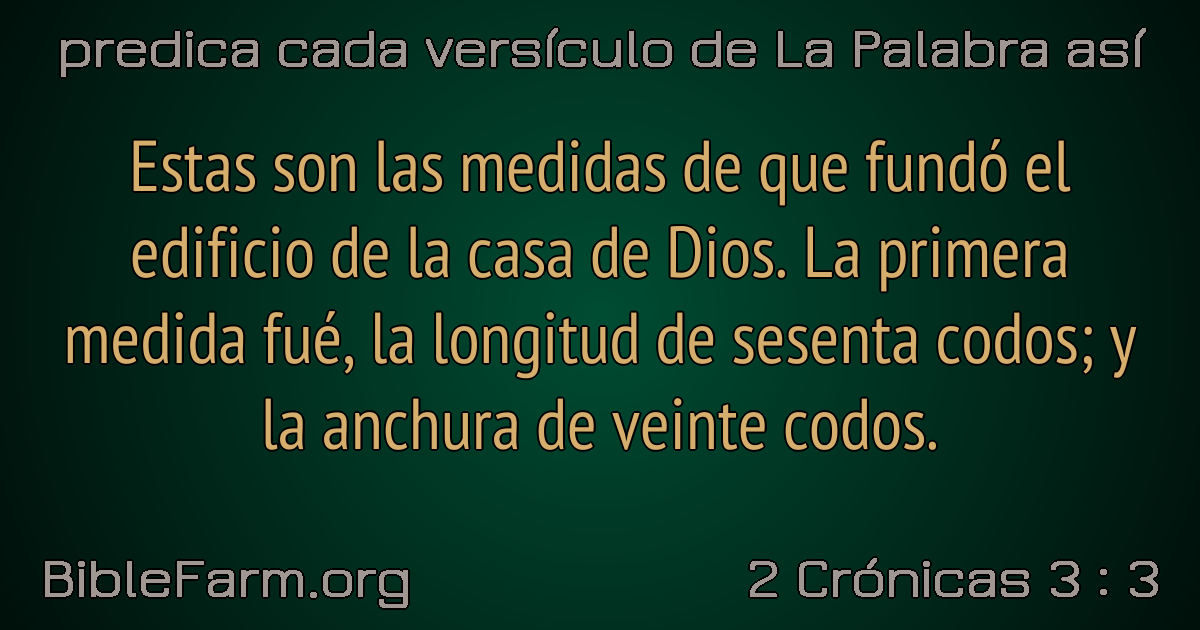 predica cada versículo de La Palabra así
Estas son las medidas de que fundó el
edificio de la casa de Dios. La primera
medida fué, la longitud de sesenta codos; y
la anchura de veinte codos.
BibleFarm.org
2 Crónicas 3 : 3